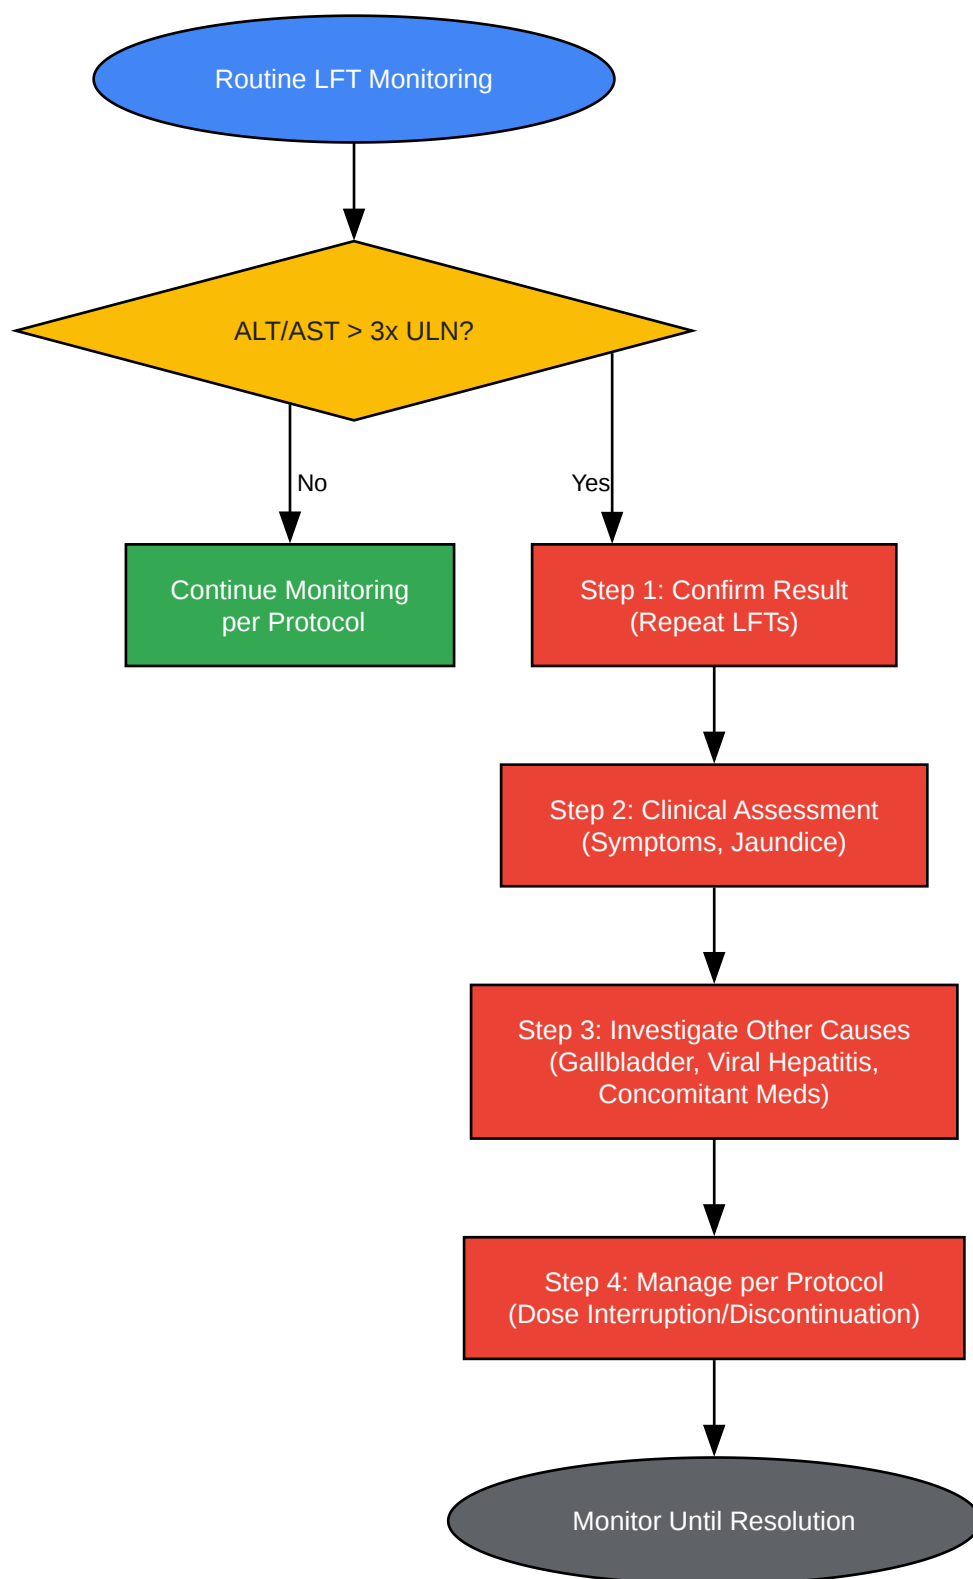 Routine LFT Monitoring
ALT/AST > 3x ULN?
No
Yes
Continue Monitoring
per Protocol
Step 1: Confirm Result
(Repeat LFTs)
Step 2: Clinical Assessment
(Symptoms, Jaundice)
Step 3: Investigate Other Causes
(Gallbladder, Viral Hepatitis,
Concomitant Meds)
Step 4: Manage per Protocol
(Dose Interruption/Discontinuation)
Monitor Until Resolution